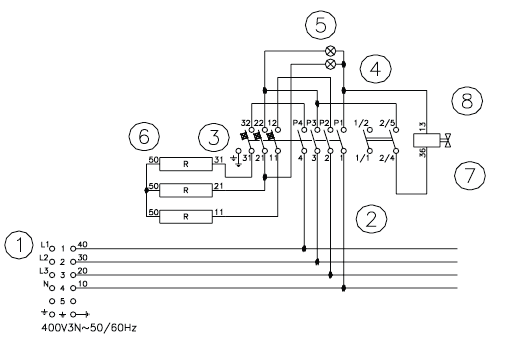 5
4
8
32 22 12 P4 P3 P2 P1 1/2 2/5 13
6 3
50 R 31 31 21 11 4 3 2 1 1/1 2/4 36
7
50 R 21
50 R 11
2
1
L1 1 40
L2 2 30
L3 3 20
N 4 10
5
400V3N~50/60Hz